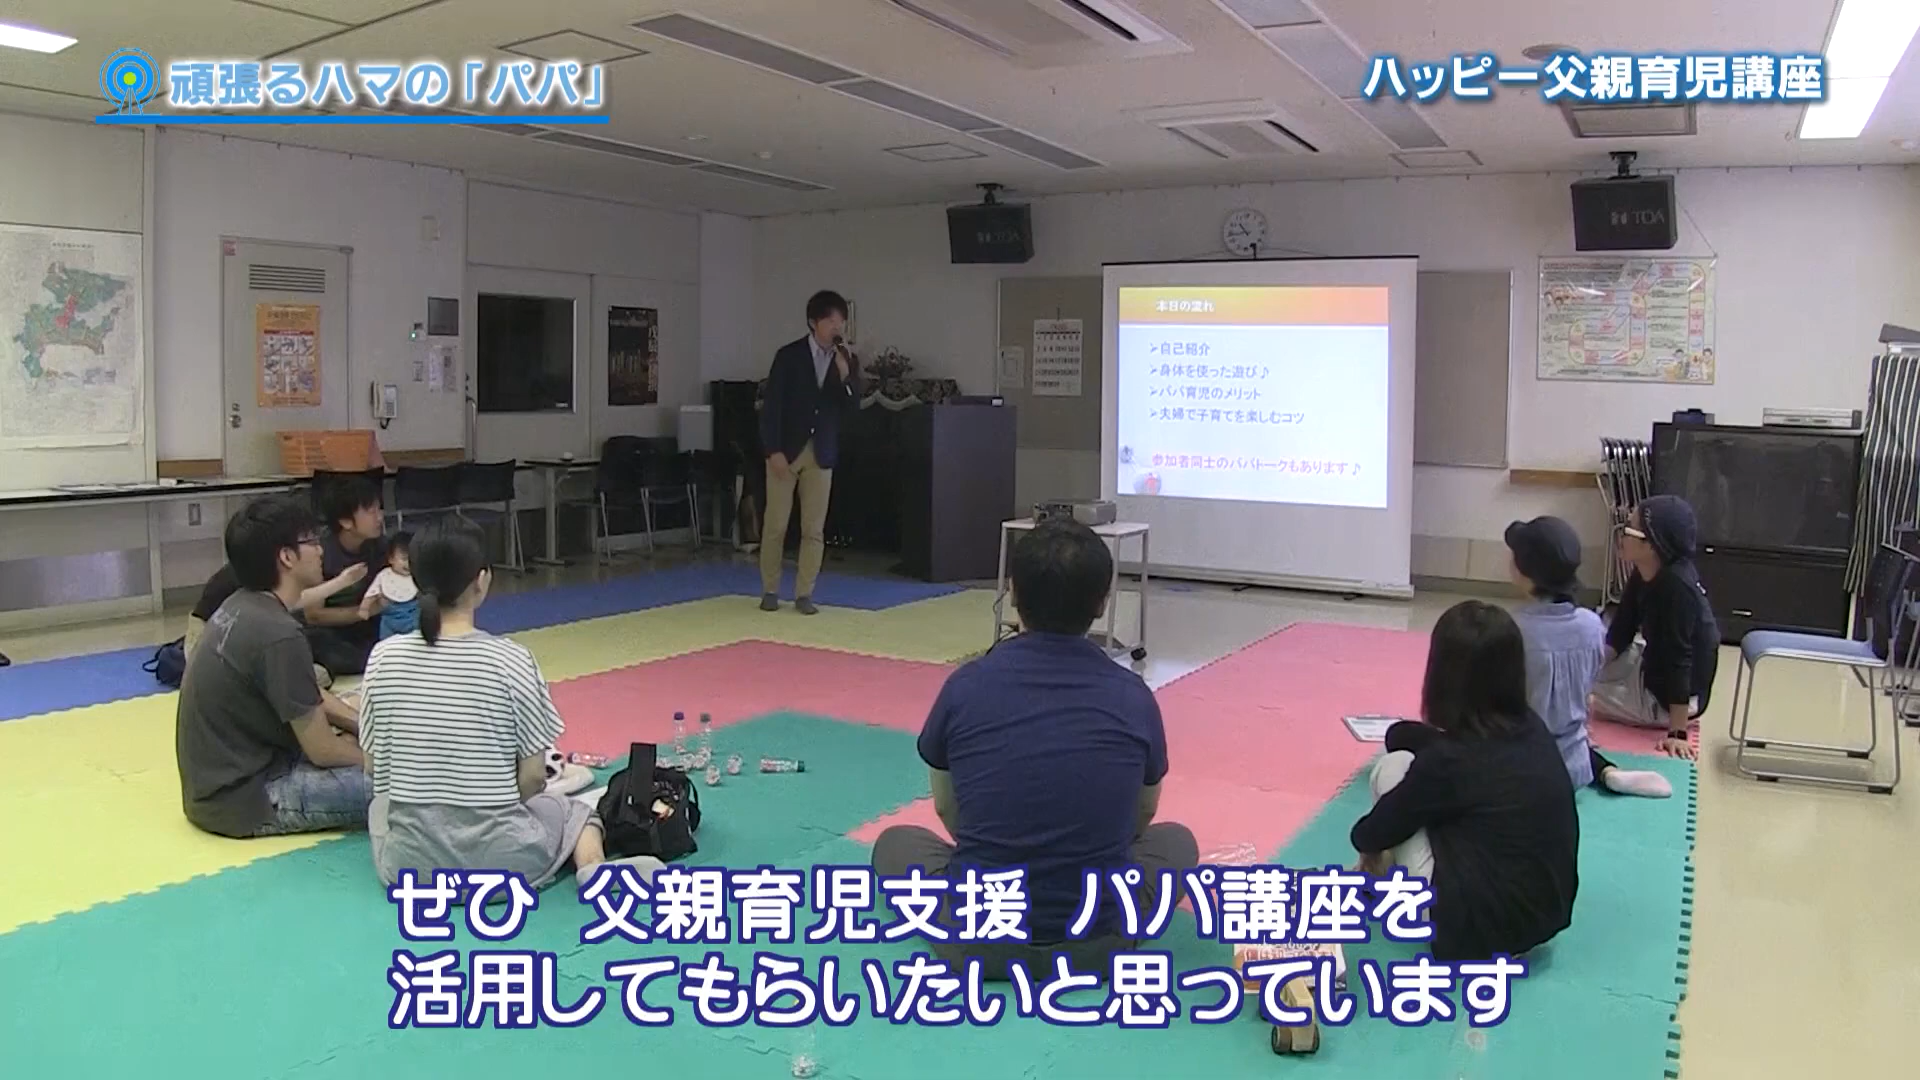 頑張るハマの「パパ」
ハッピー父親育児講座
TOA
TOA
本日の流れ
➢自己紹介
➢身体を使った遊び♪
➢パパ育児のメリット
➢夫婦で子育てを楽しむコツ
参加者同士のパパトークもあります♪
ぜひ 父親育児支援 パパ講座を
活用してもらいたいと思っています